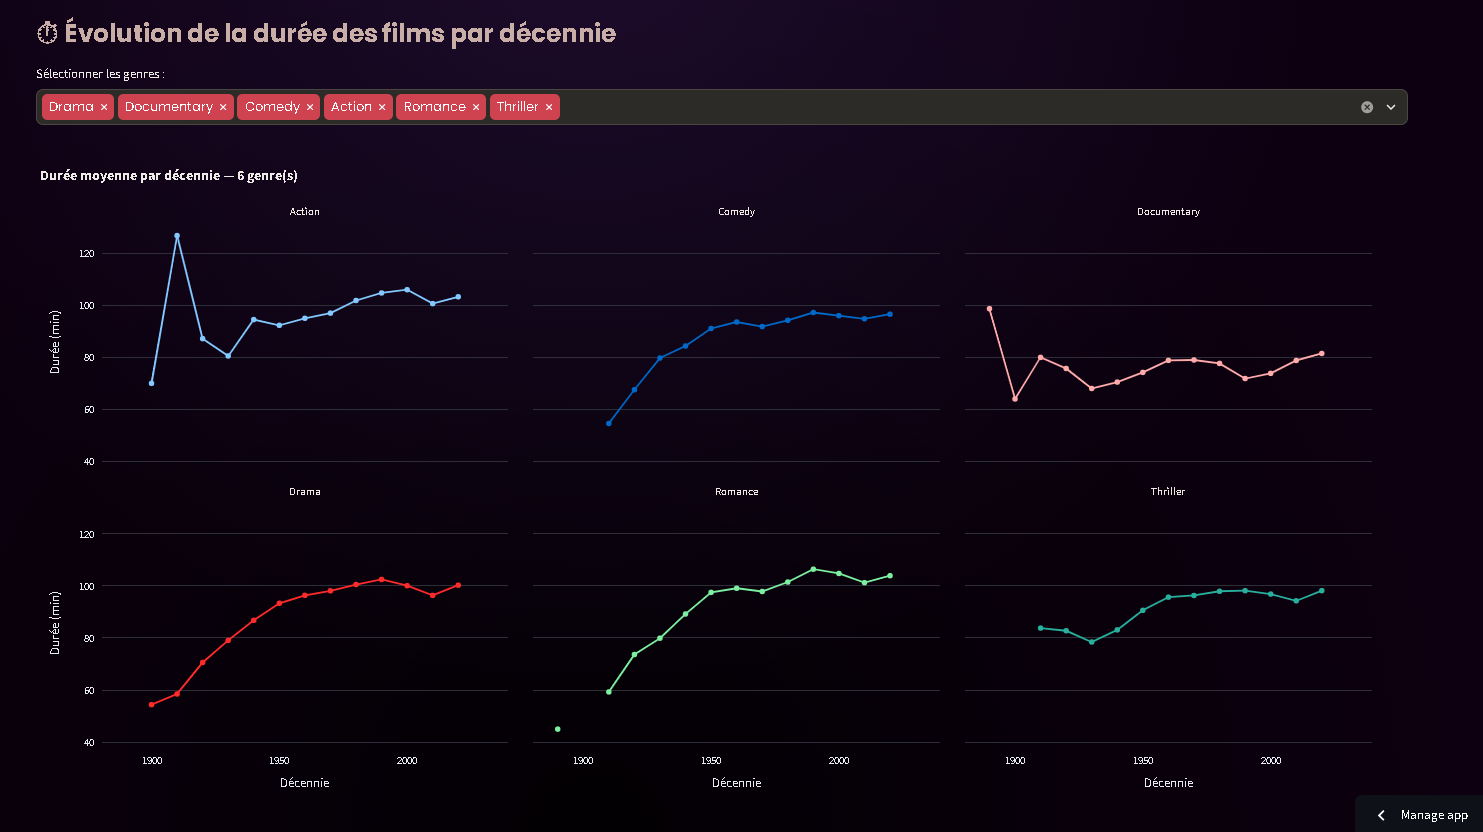 ⏱ Évolution de la durée des films par décennie
Sélectionner les genres :
Drama × Documentary × Comedy × Action × Romance × Thriller ×
Durée moyenne par décennie — 6 genre(s)
Action Comedy Documentary
Durée (min)
120
100
80
60
40
Drama Romance Thriller
Durée (min)
120
100
80
60
40
1900 1950 2000 1900 1950 2000 1900 1950 2000
Décennie Décennie Décennie
Manage app